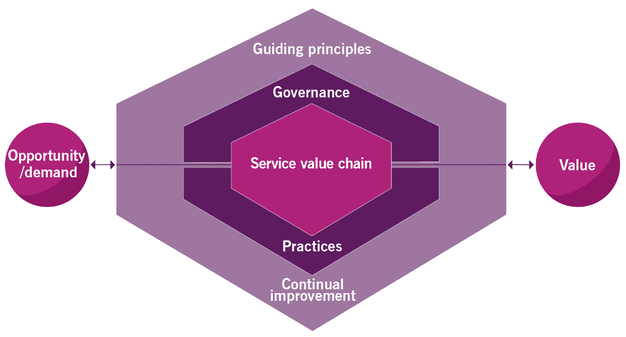 Guiding principles
Governance
Opportunity
/demand
Service value chain
Value
Practices
Continual
improvement